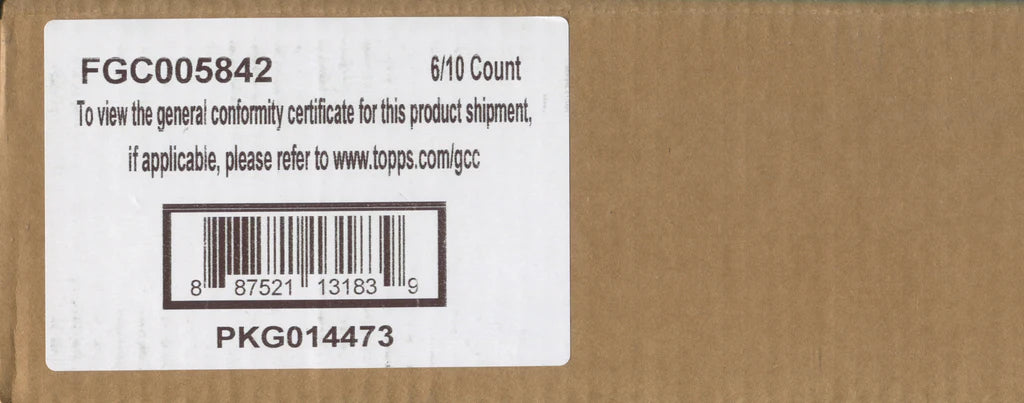 FGC005842 6/10 Count
To view the general conformity certificate for this product shipment,
if applicable, please refer to www.topps.com/gcc
8 87521 13183 9
PKG014473